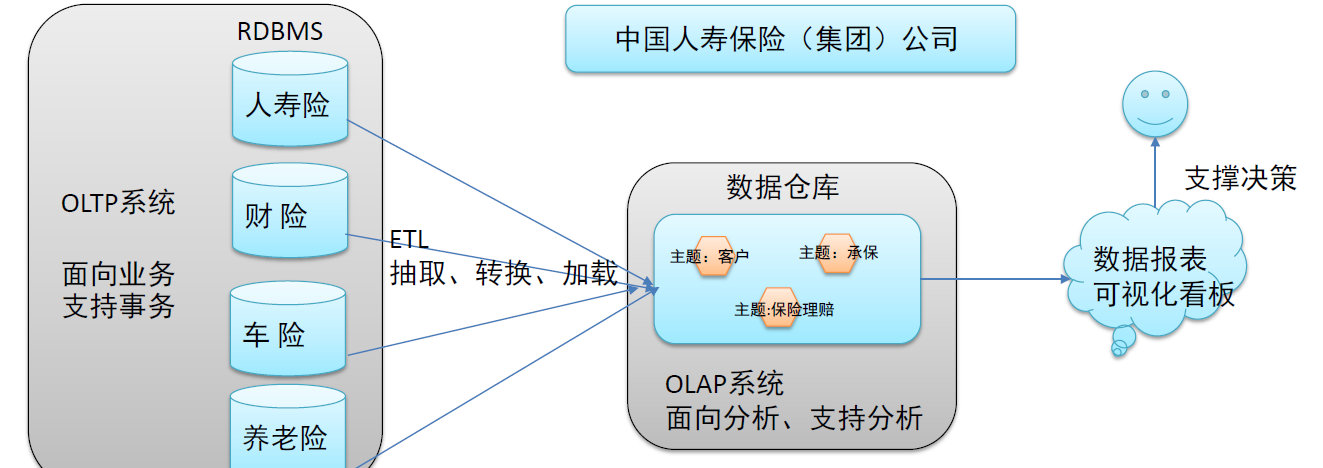 中国人寿保险（集团）公司
RDBMS
人寿险
财 险
车 险
养老险
OLTP系统
面向业务
支持事务
ETL
抽取、转换、加载
数据仓库
主题：客户
主题：承保
主题:保险理赔
OLAP系统
面向分析、支持分析
支撑决策
数据报表
可视化看板